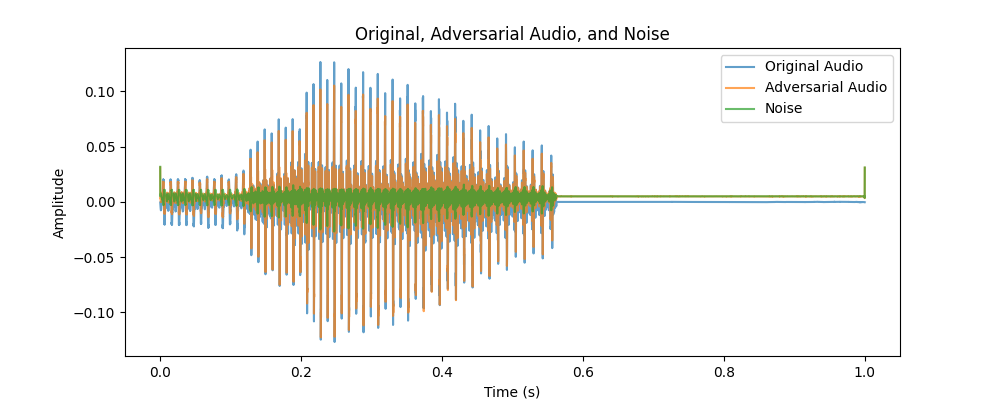 Original, Adversarial Audio, and Noise
Original Audio
Adversarial Audio
Noise
Amplitude
0.10
0.05
0.00
−0.05
−0.10
0.0
0.2
0.4
0.6
0.8
1.0
Time (s)